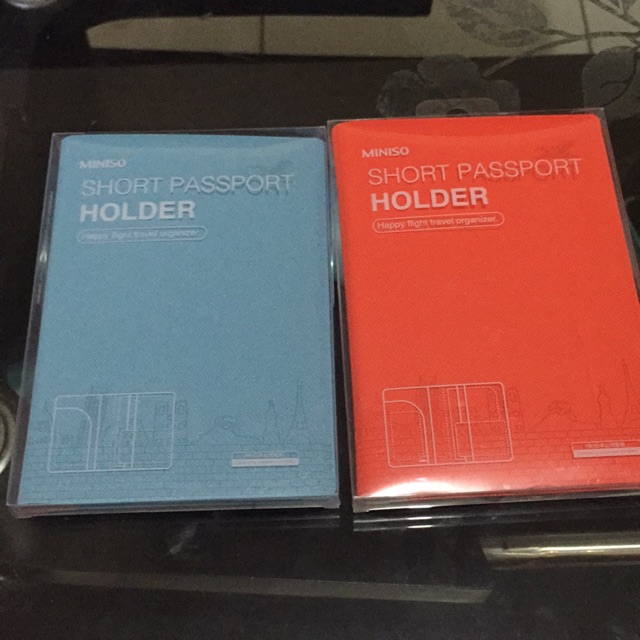 MINISO
SHORT PASSPORT
HOLDER
Happy flight travel organizer.
MINISO
SHORT PASSPORT
HOLDER
Happy flight travel organizer.